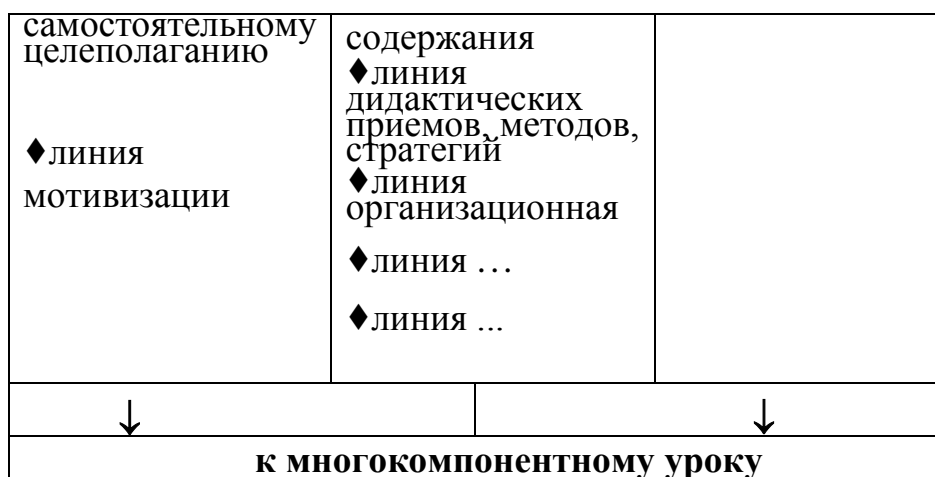 самостоятельному
целеполаганию
♦линия
мотивизации
содержания
♦линия
дидактических
приемов, методов,
стратегий
♦линия
организационная
♦линия …
♦линия ...
↓ ↓
к многокомпонентному уроку